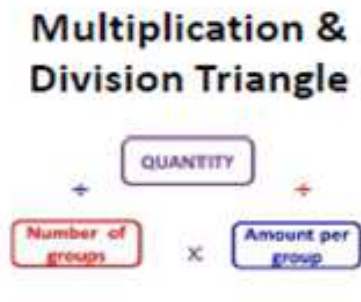 Multiplication &
Division Triangle
QUANTITY
÷ ÷
Number of
groups
x
Amount per
group